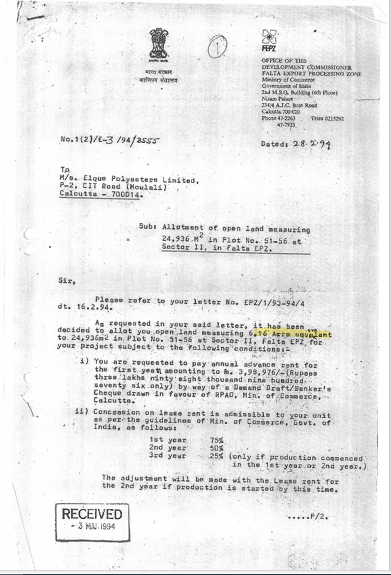 1
FEPZ
भारत सरकार
वाणिज्य मंत्रालय
OFFICE OF THE
DEVELOPMENT COMMISSIONER
FALTA EXPORT PROCESSING ZONE
Ministry of Commerce
Government of India
2nd M.S.O. Building (4th Floor)
Nizam Palace
234/4 A.J.C. Bose Road
Calcutta 700 020
Phone 47-2263 Telex 0215292
47-7923
No.1(2)/E-3/94/2555
Dated: 28.2.94
To
M/s. Elque Polyesters Limited,
P-2, CIT Road (Moulali)
Calcutta - 700014.
Sub: Allotment of open land measuring
24,936 M2 in Plot No. 51-56 at
Sector II, in Falta EPZ.
Sir,
Please refer to your letter No. EPZ/1/93-94/4
dt. 16.2.94.
As requested in your said letter, it has been
decided to allot you open land measuring 6.16 Acre equivalent
to 24,936m2 in Plot No. 51-56 at Sector II, Falta EPZ for
your project subject to the following conditions:-
i) You are requested to pay annual advance rent for
the first year amounting to Rs. 3,98,976/-(Rupees
three lakhs ninty eight thousand nine hundred
seventy six only) by way of a Demand Draft/Banker's
Cheque drawn in favour of RPAO, Min. of Commerce,
Calcutta.
ii) Concession on lease rent is admissible to your unit
as per the guidelines of Min. of Commerce, Govt. of
India, as follows:
1st year 75%
2nd year 50%
3rd year 25% (only if production commenced
in the 1st year or 2nd year.)
The adjustment will be made with the Lease rent for
the 2nd year if production is started by this time.
.....P/2.
RECEIVED
- 3 MAR 1994